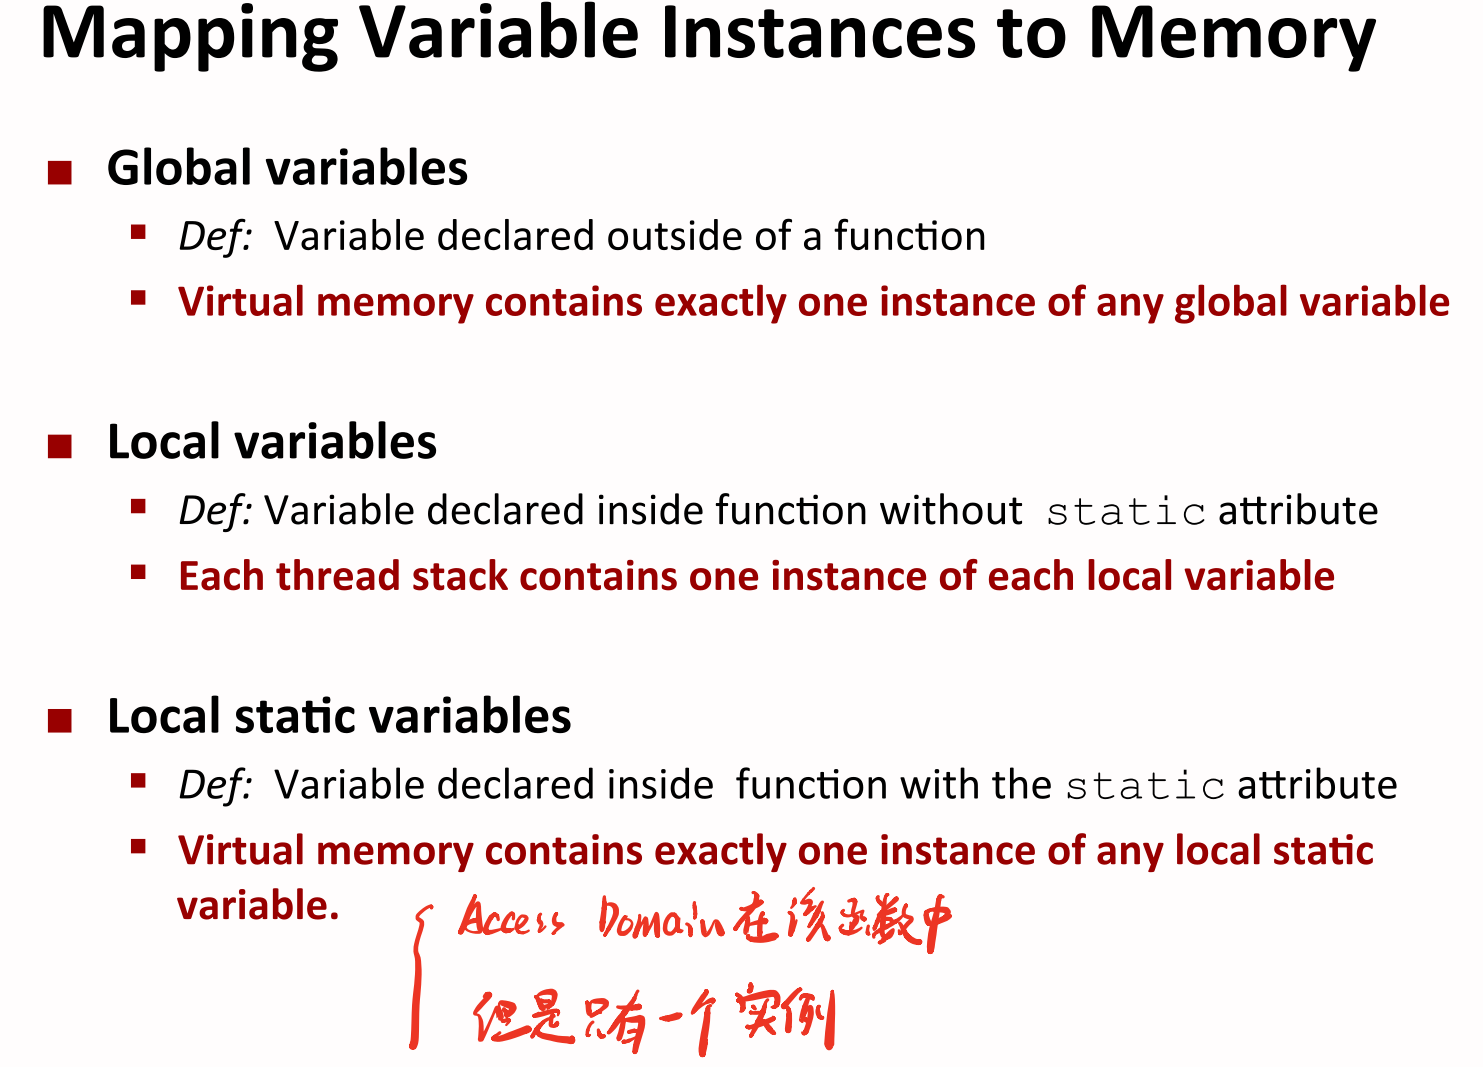 Mapping Variable Instances to Memory
Global variables
Def: Variable declared outside of a function
Virtual memory contains exactly one instance of any global variable
Local variables
Def: Variable declared inside function without static attribute
Each thread stack contains one instance of each local variable
Local static variables
Def: Variable declared inside function with the static attribute
Virtual memory contains exactly one instance of any local static
variable.
Access Domain在该函数中
但是只有一个实例